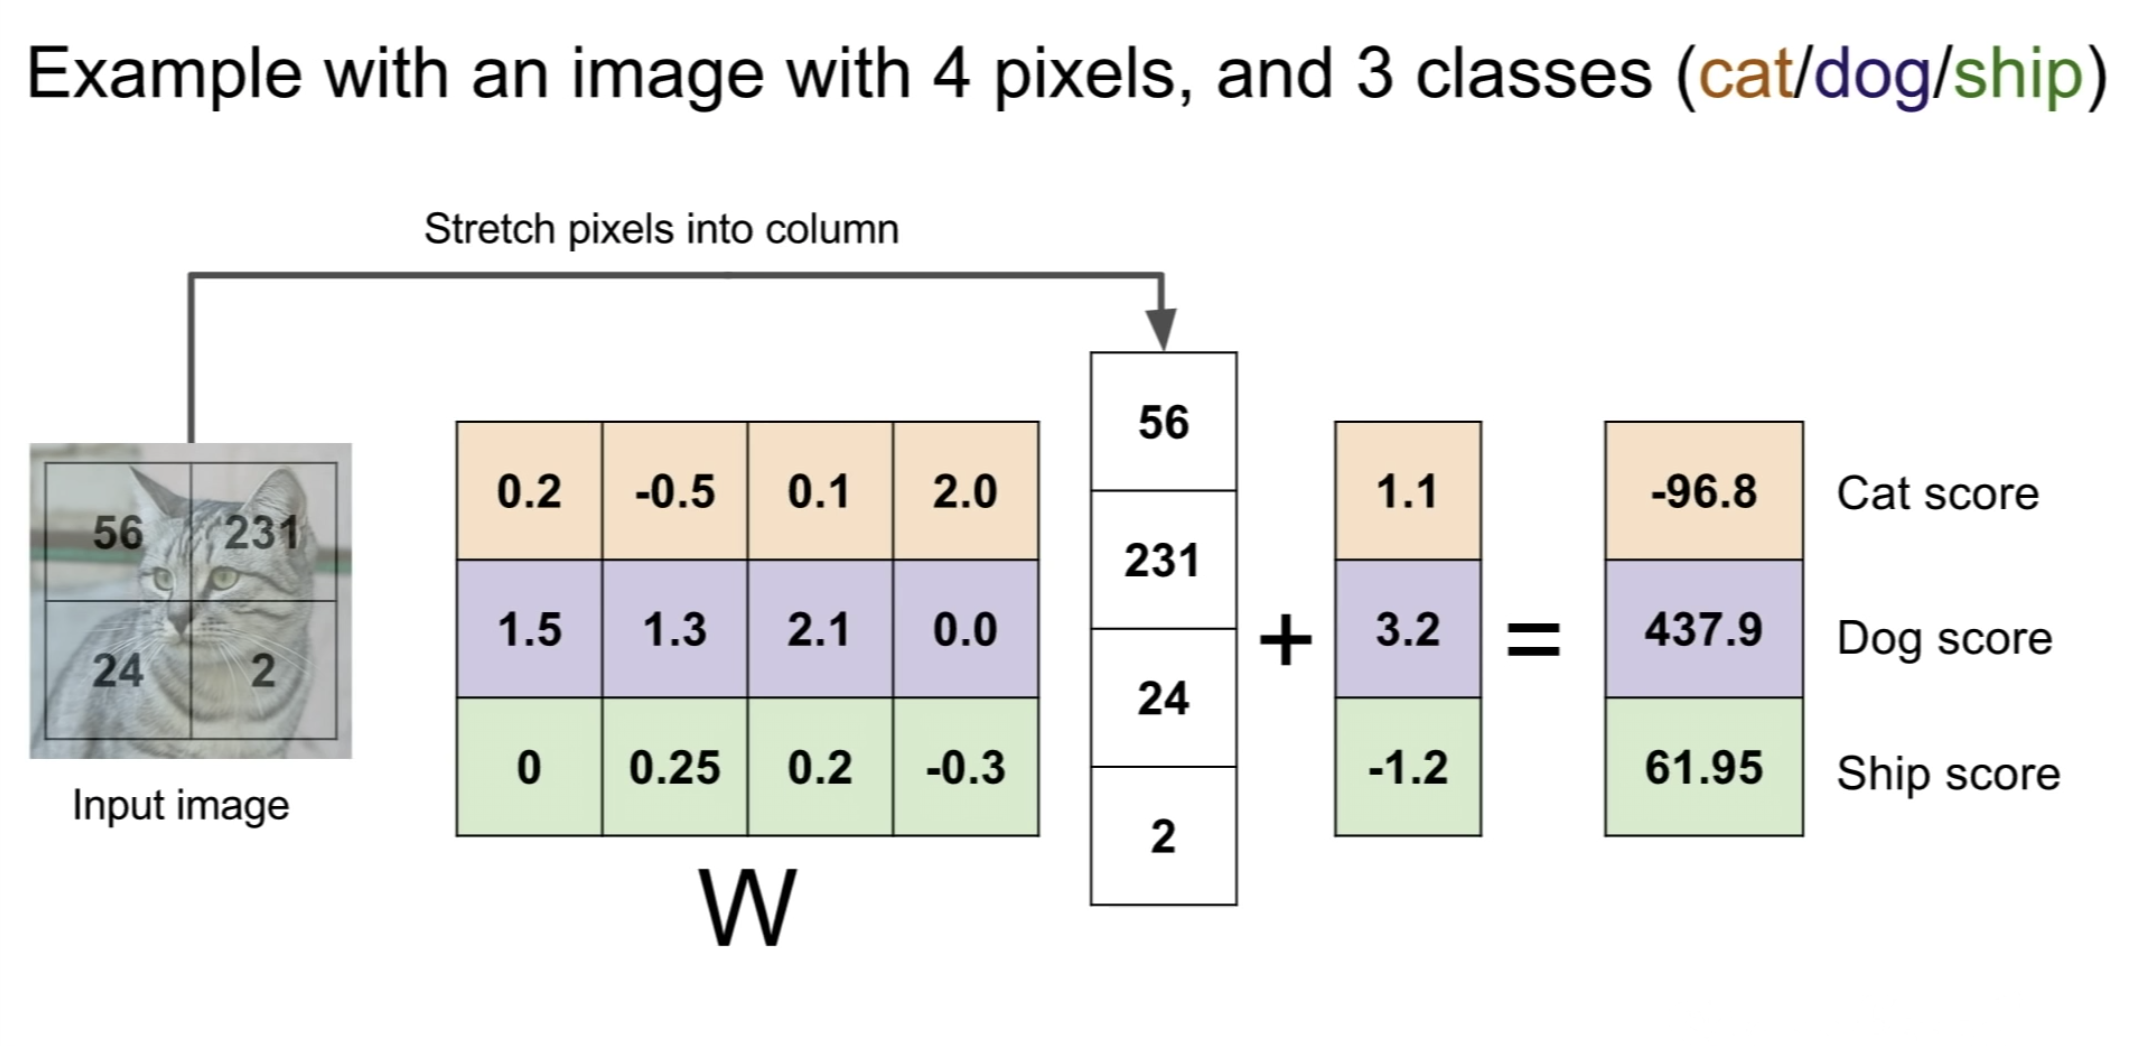 Example with an image with 4 pixels, and 3 classes (cat/dog/ship)
Stretch pixels into column
56 231
24 2
Input image
0.2 -0.5 0.1 2.0
1.5 1.3 2.1 0.0
0 0.25 0.2 -0.3
W
56
231
24
2
+
1.1
3.2
-1.2
=
-96.8 Cat score
437.9 Dog score
61.95 Ship score